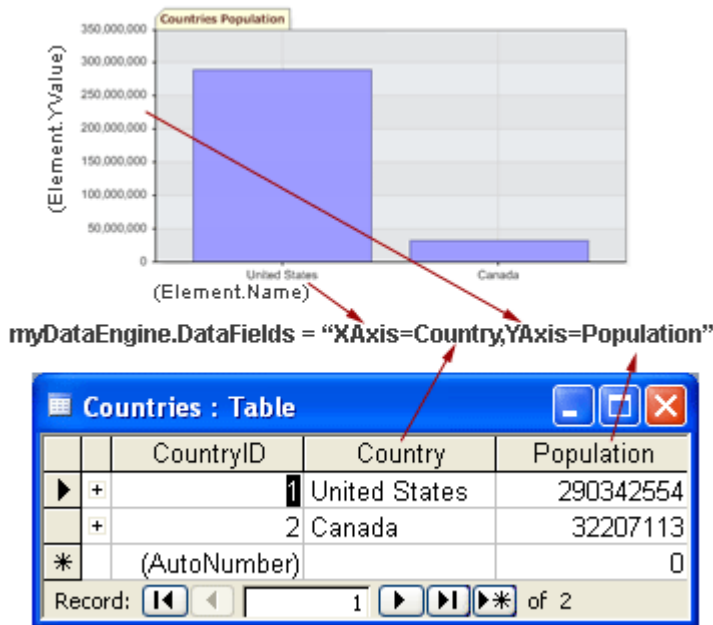 Countries Population
350,000,000
300,000,000
250,000,000
200,000,000
150,000,000
100,000,000
50,000,000
0
(Element.YValue)
United States Canada
(Element.Name)
myDataEngine.DataFields = “XAxis=Country,YAxis=Population”
Countries : Table
CountryID Country Population
1 United States 290342554
2 Canada 32207113
(AutoNumber) 0
Record: 1 of 2